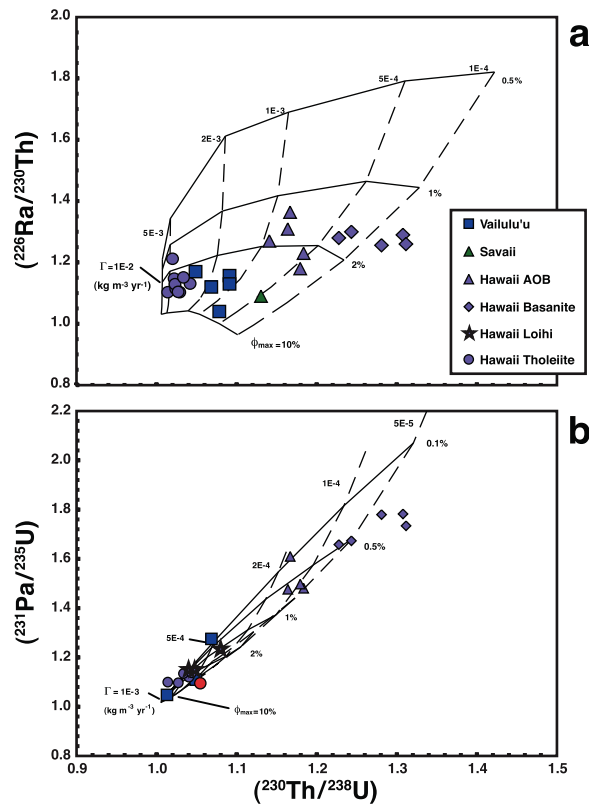 a
(²²⁶Ra/²³⁰Th)
2.0
1.8
1.6
1.4
1.2
1.0
0.8
1E-4
5E-4
0.5%
1E-3
2E-3
1%
5E-3
2%
Γ=1E-2
(kg m⁻³ yr⁻¹)
ϕmax=10%
Vailulu'u
Savaii
Hawaii AOB
Hawaii Basanite
Hawaii Loihi
Hawaii Tholeiite
b
(²³¹Pa/²³⁵U)
2.2
2.0
1.8
1.6
1.4
1.2
1.0
0.8
5E-5
0.1%
1E-4
0.5%
2E-4
1%
5E-4
2%
Γ = 1E-3
(kg m⁻³ yr⁻¹)
ϕmax=10%
0.9
1.0
1.1
1.2
1.3
1.4
1.5
(²³⁰Th/²³⁸U)